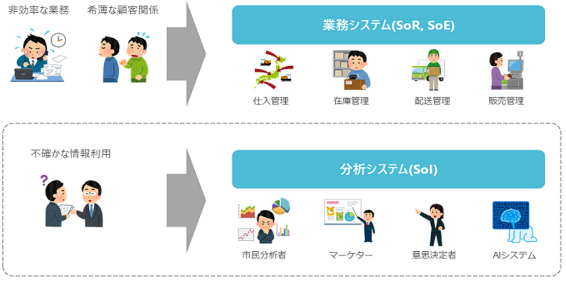 非効率な業務
希薄な顧客関係
業務システム(SoR, SoE)
仕入管理
在庫管理
配送管理
販売管理
不確かな情報利用
?
分析システム(SoI)
市民分析者
マーケター
意思決定者
AIシステム